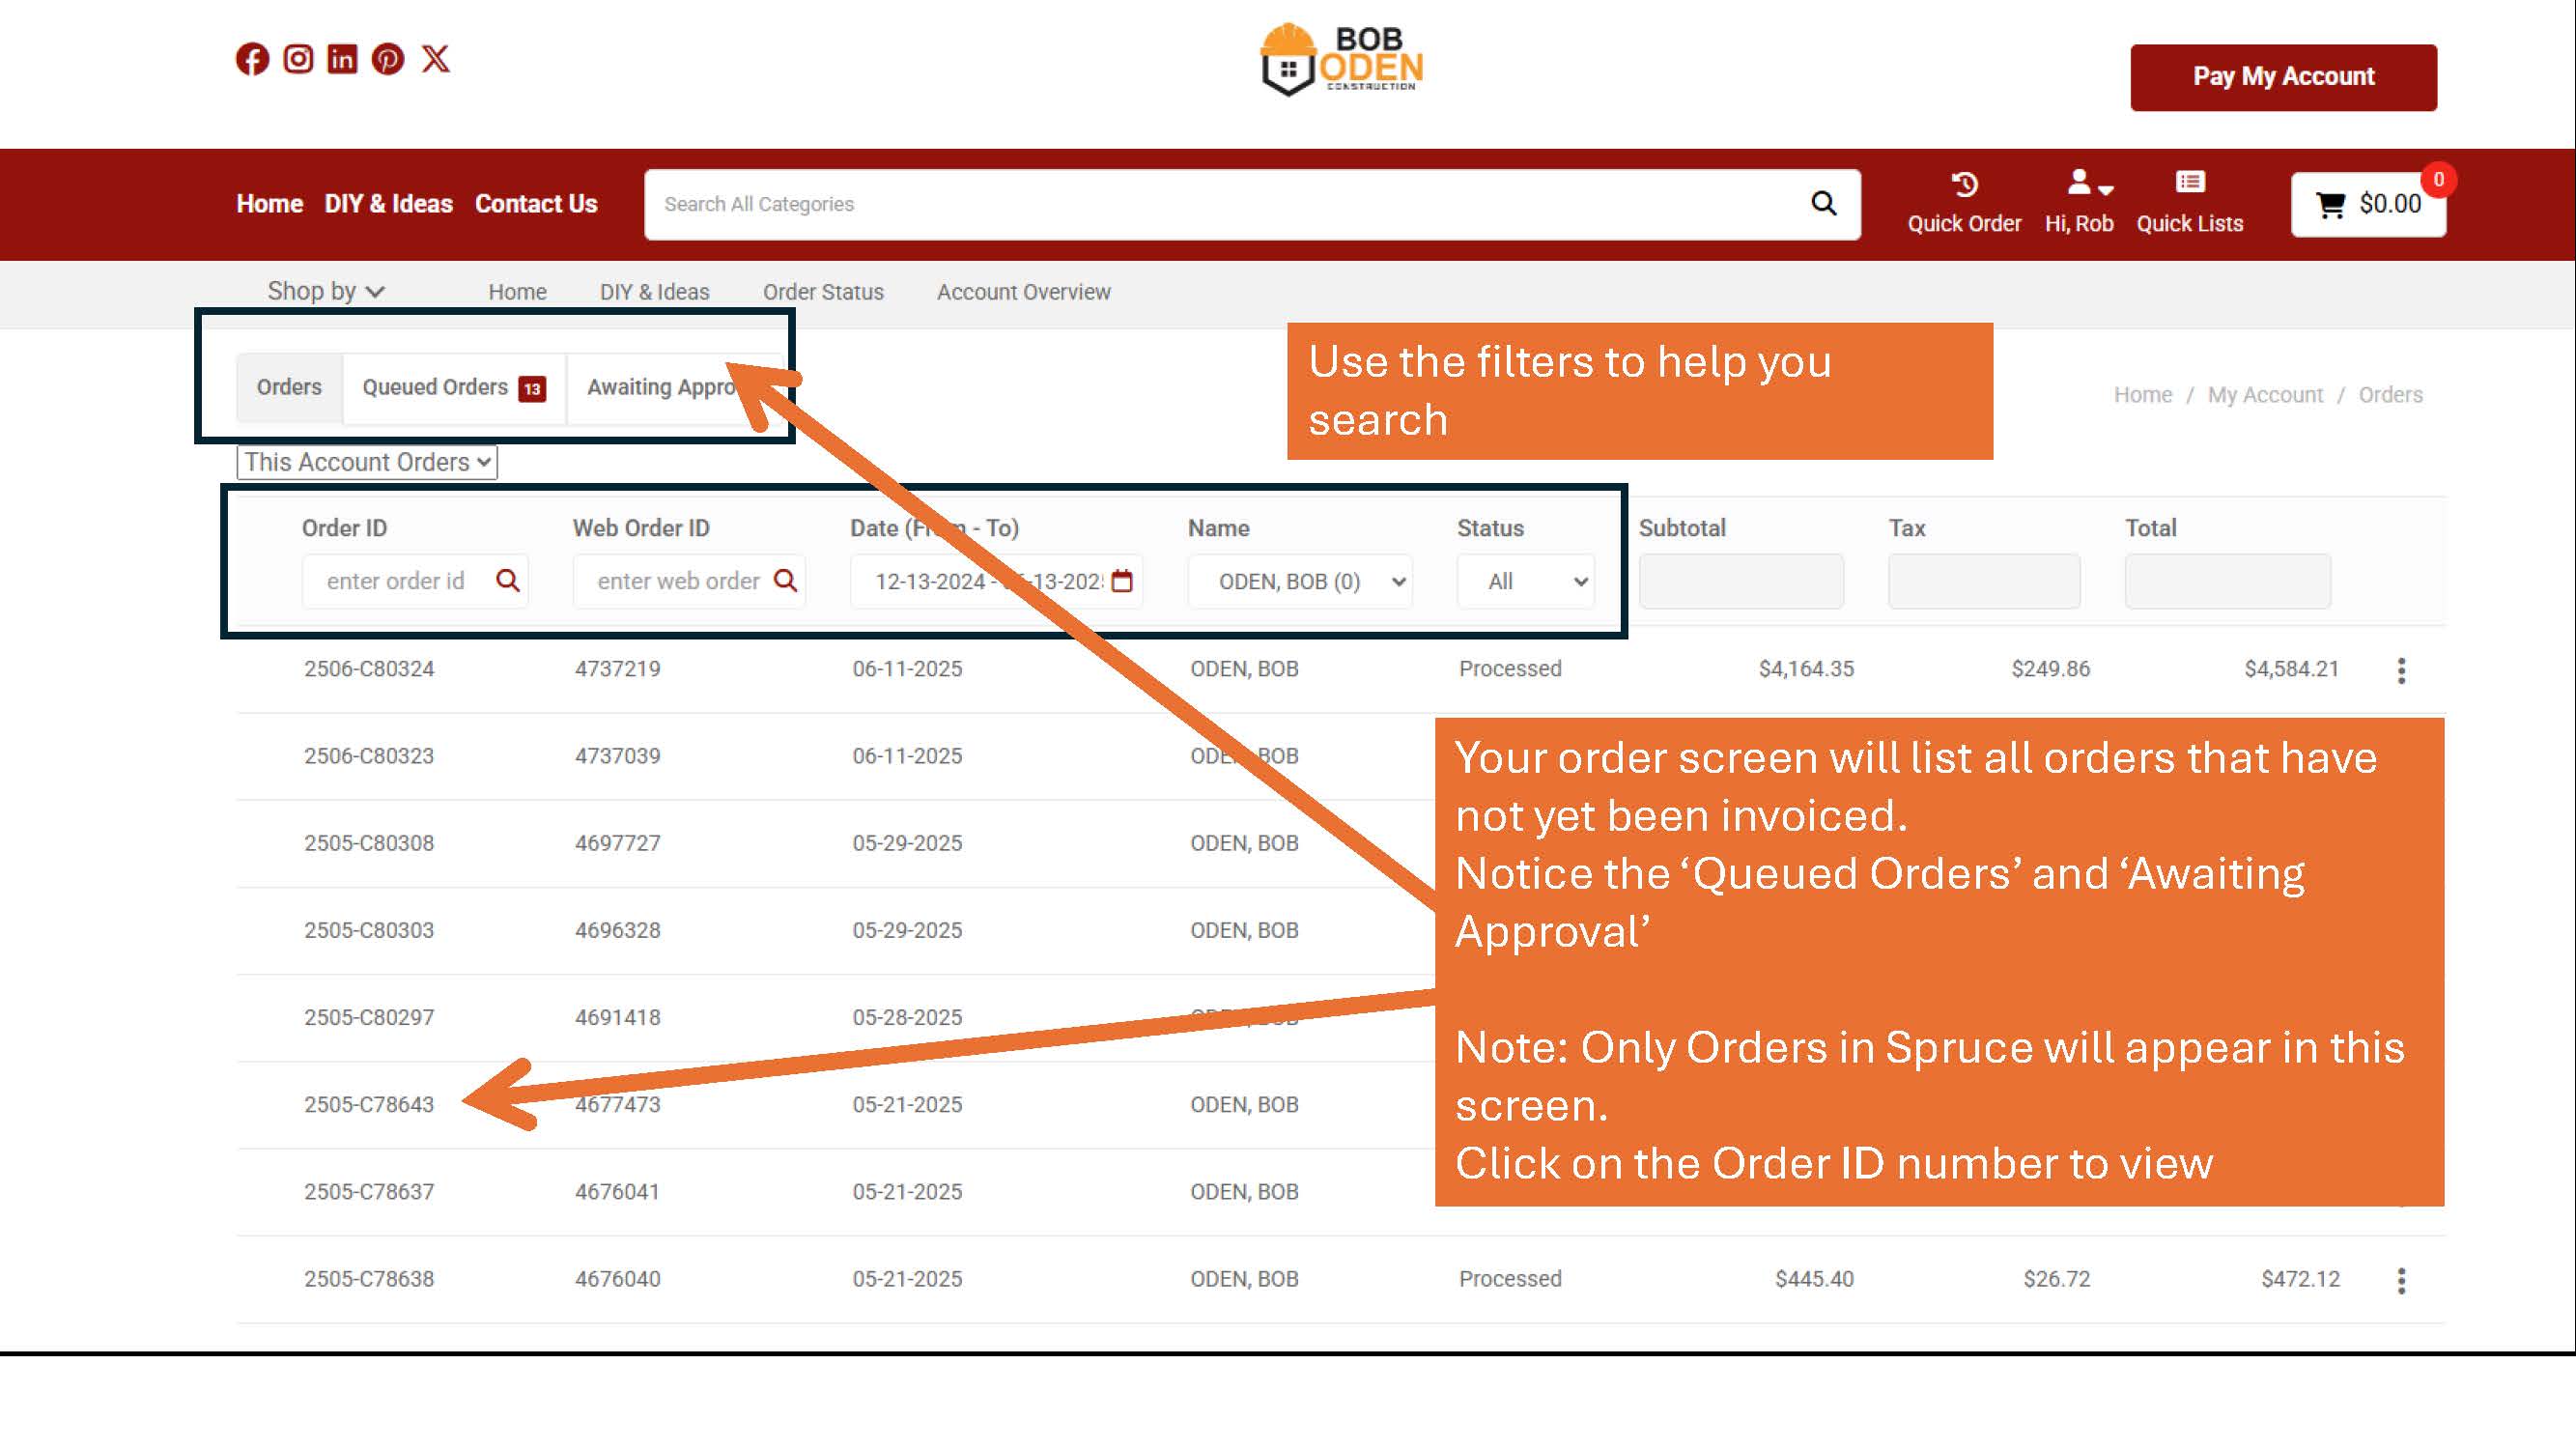 BOB
ODEN
CONSTRUCTION
Pay My Account
Home DIY & Ideas Contact Us
Search All Categories
Quick Order Hi, Rob Quick Lists
0
$0.00
Shop by Home DIY & Ideas Order Status Account Overview
Orders Queued Orders 13 Awaiting
Use the filters to help you
search
Home / My Account / Orders
This Account Orders
Order ID Web Order ID Date - To) Name Status Subtotal Tax Total
enter order id enter web order 12-13-2024 - ODEN, BOB (0) All
2506-C80324 4737219 06-11-2025 ODEN, BOB Processed $4,164.35 $249.86 $4,584.21
2506-C80323 4737039 06-11-2025 BOB
2505-C80308 4697727 05-29-2025 ODEN, BOB
2505-C80303 4696328 05-29-2025 ODEN, BOB
2505-C80297 4691418 05-28-2025
2505-C78643 4677473 05-21-2025 ODEN, BOB
2505-C78637 4676041 05-21-2025 ODEN, BOB
2505-C78638 4676040 05-21-2025 ODEN, BOB Processed $445.40 $26.72 $472.12
Your order screen will list all orders that have
not yet been invoiced.
Notice the ‘Queued Orders’ and ‘Awaiting
Approval’
Note: Only Orders in Spruce will appear in this
screen.
Click on the Order ID number to view